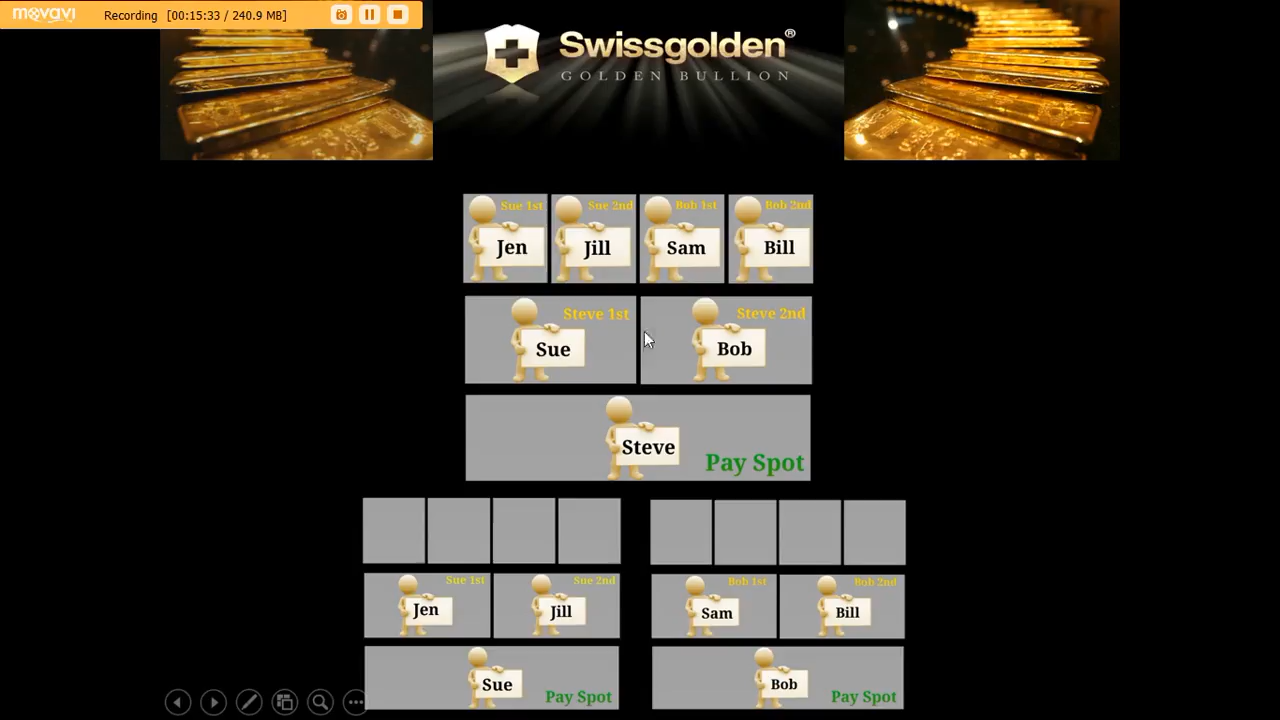 movavi
Recording [00:15:33 / 240.9 MB]
Swissgolden®
GOLDEN BULLION
Sue 1st
Sue 2nd
Bob 1st
Bob 2nd
Jen
Jill
Sam
Bill
Steve 1st
Steve 2nd
Sue
Bob
Steve
Pay Spot
Sue 1st
Sue 2nd
Bob 1st
Bob 2nd
Jen
Jill
Sam
Bill
Sue
Pay Spot
Bob
Pay Spot